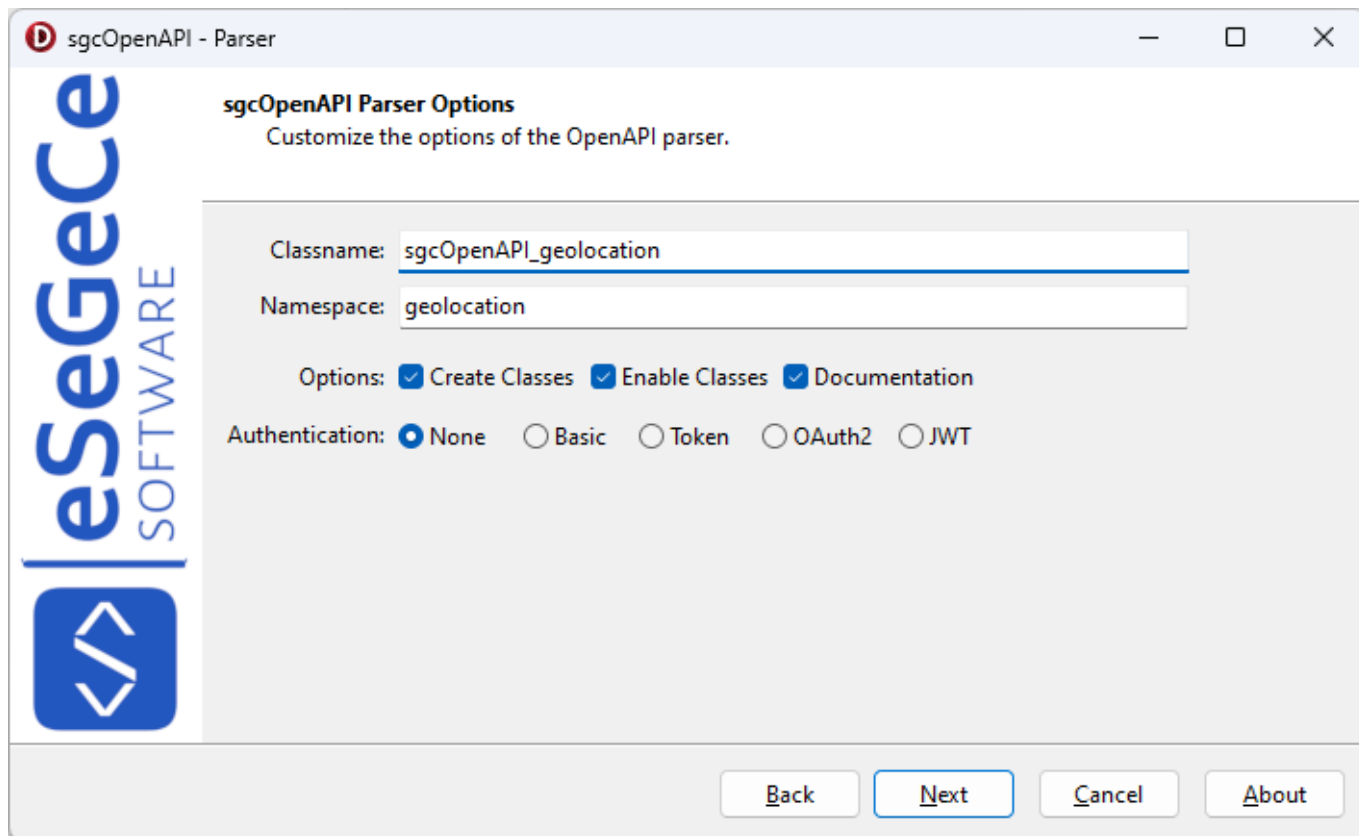 sgcOpenAPI - Parser
eSeGeCe
SOFTWARE
</>
sgcOpenAPI Parser Options
Customize the options of the OpenAPI parser.
Classname: sgcOpenAPI_geolocation
Namespace: geolocation
Options: Create Classes Enable Classes Documentation
Authentication: None Basic Token OAuth2 JWT
Back Next Cancel About